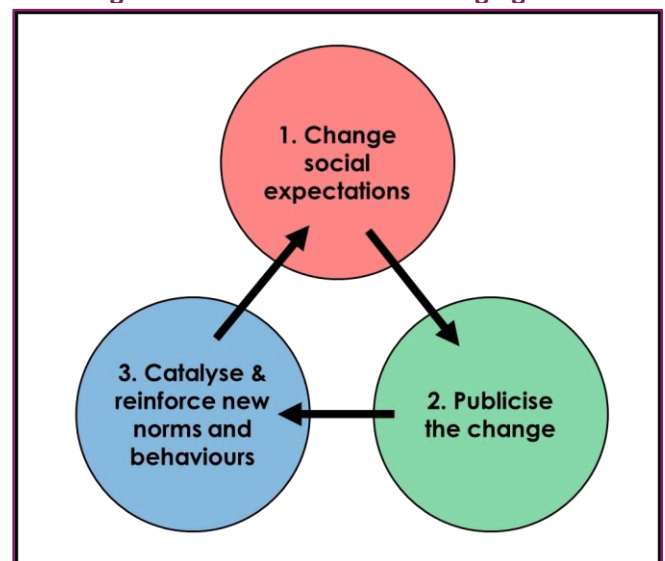 1. Change
social
expectations
3. Catalyse &
reinforce new
norms and
behaviours
2. Publicise
the change